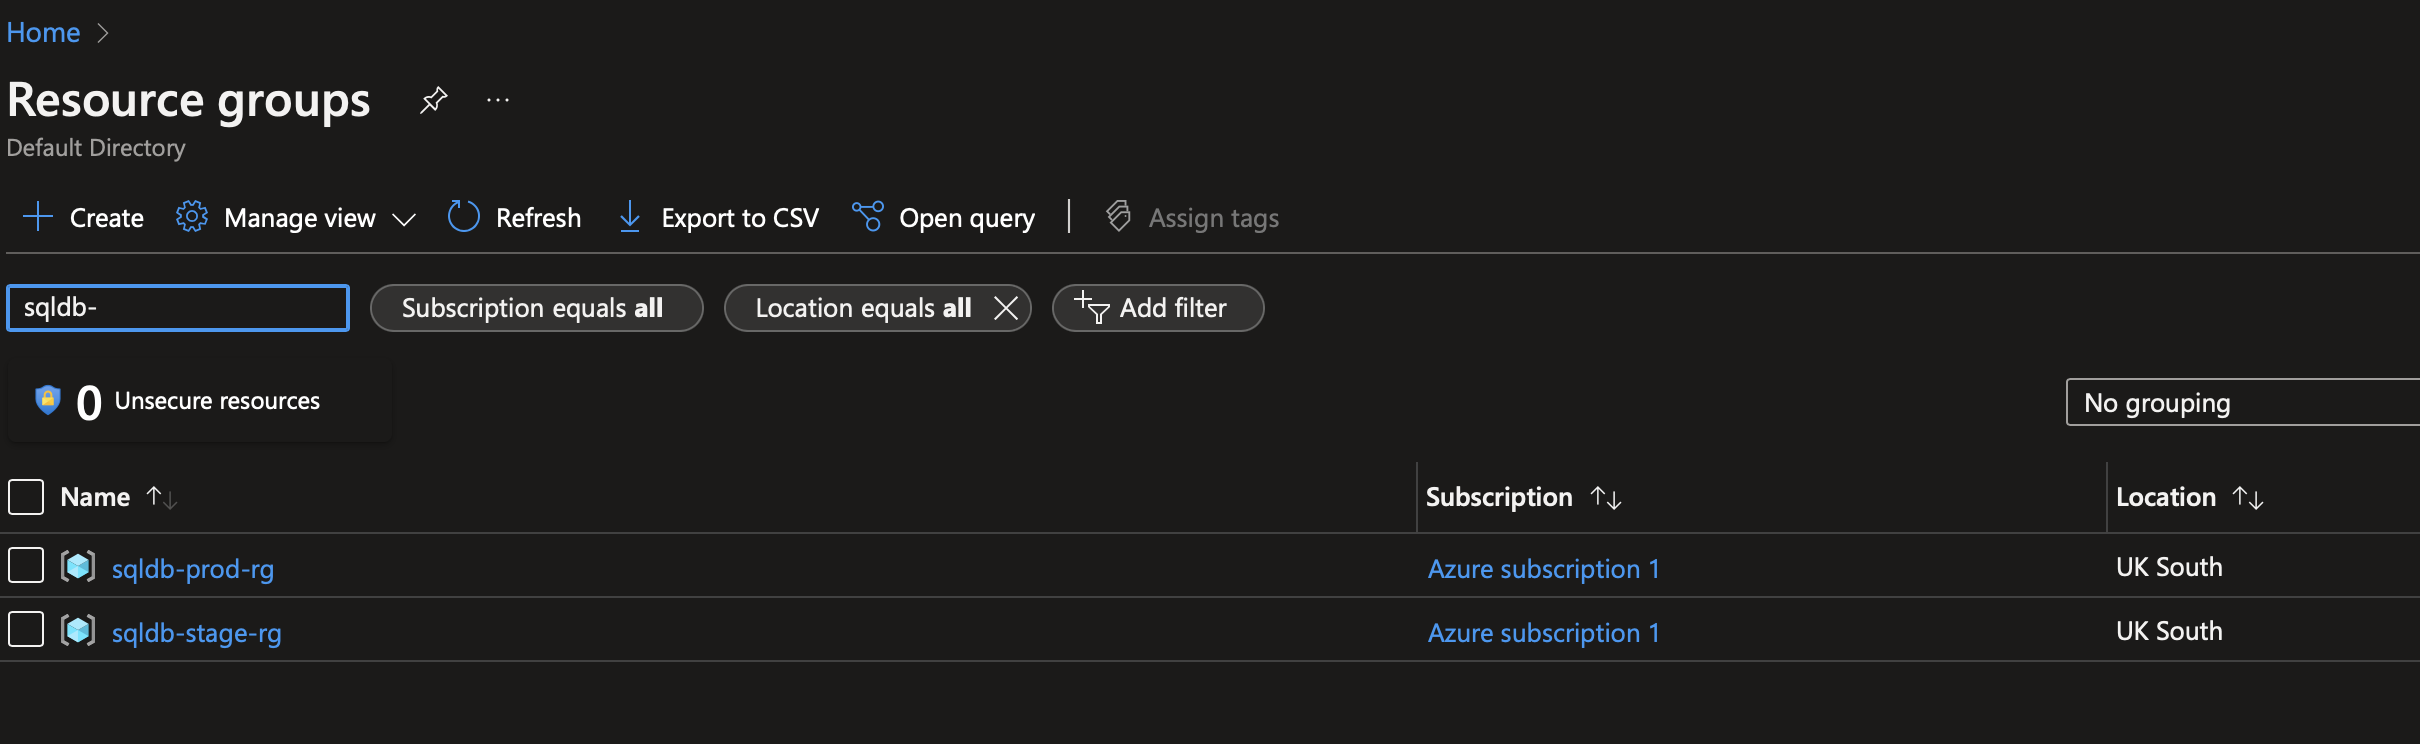 Home
Resource groups
Default Directory
Create Manage view Refresh Export to CSV Open query Assign tags
sqldb- Subscription equals all Location equals all Add filter
0 Unsecure resources No grouping
Name Subscription Location
sqldb-prod-rg Azure subscription 1 UK South
sqldb-stage-rg Azure subscription 1 UK South